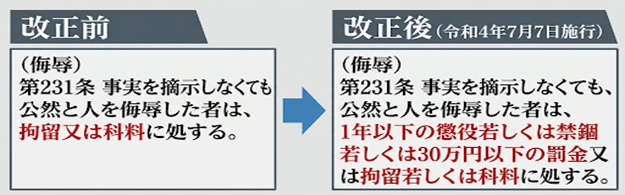 改正前
（侮辱）
第231条 事実を摘示しなくても
公然と人を侮辱した者は、
拘留又は科料に処する。
改正後（令和4年7月7日施行）
（侮辱）
第231条 事実を摘示しなくても、
公然と人を侮辱した者は、
1年以下の懲役若しくは禁錮
若しくは30万円以下の罰金又
は拘留若しくは科料に処する。